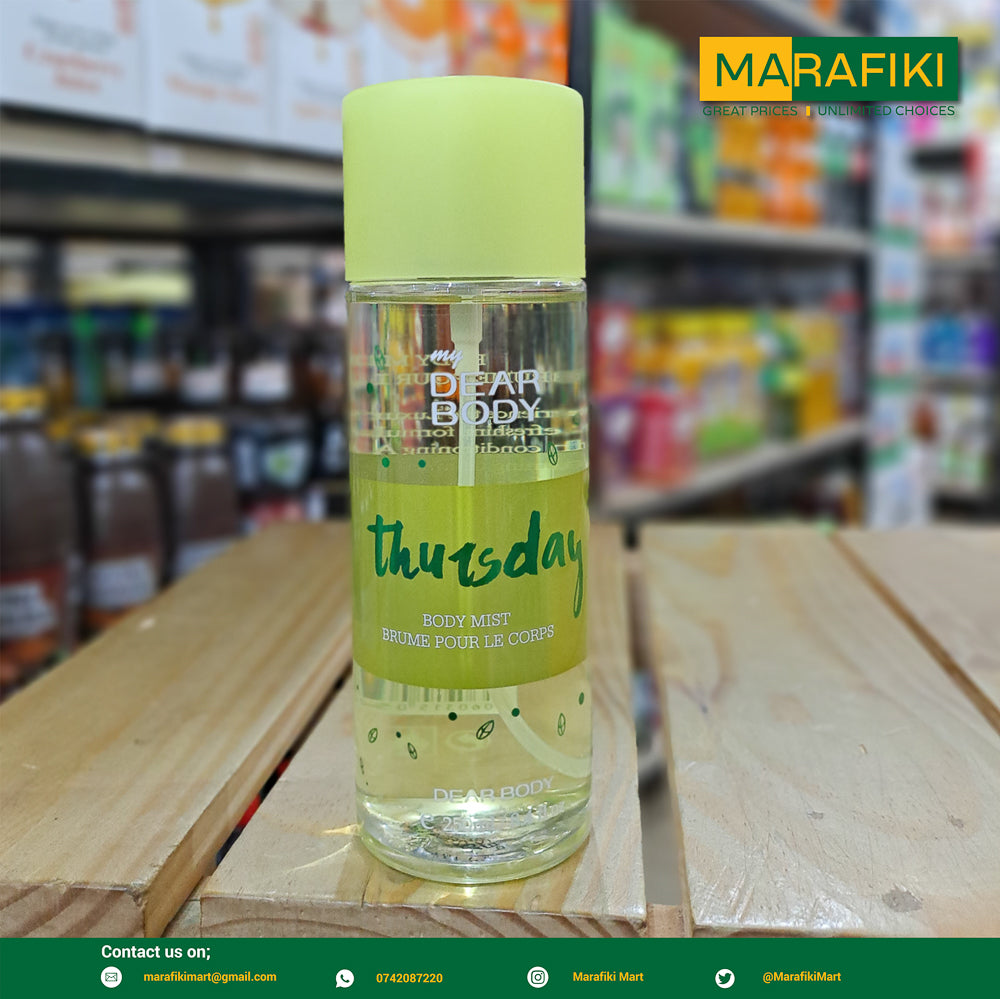 MARAFIKI
GREAT PRICES | UNLIMITED CHOICES
my
DEAR
BODY
thursday
BODY MIST
BRUME POUR LE CORPS
DEAR BODY
Contact us on;
marafikimart@gmail.com
0742087220
Marafiki Mart
@MarafikiMart